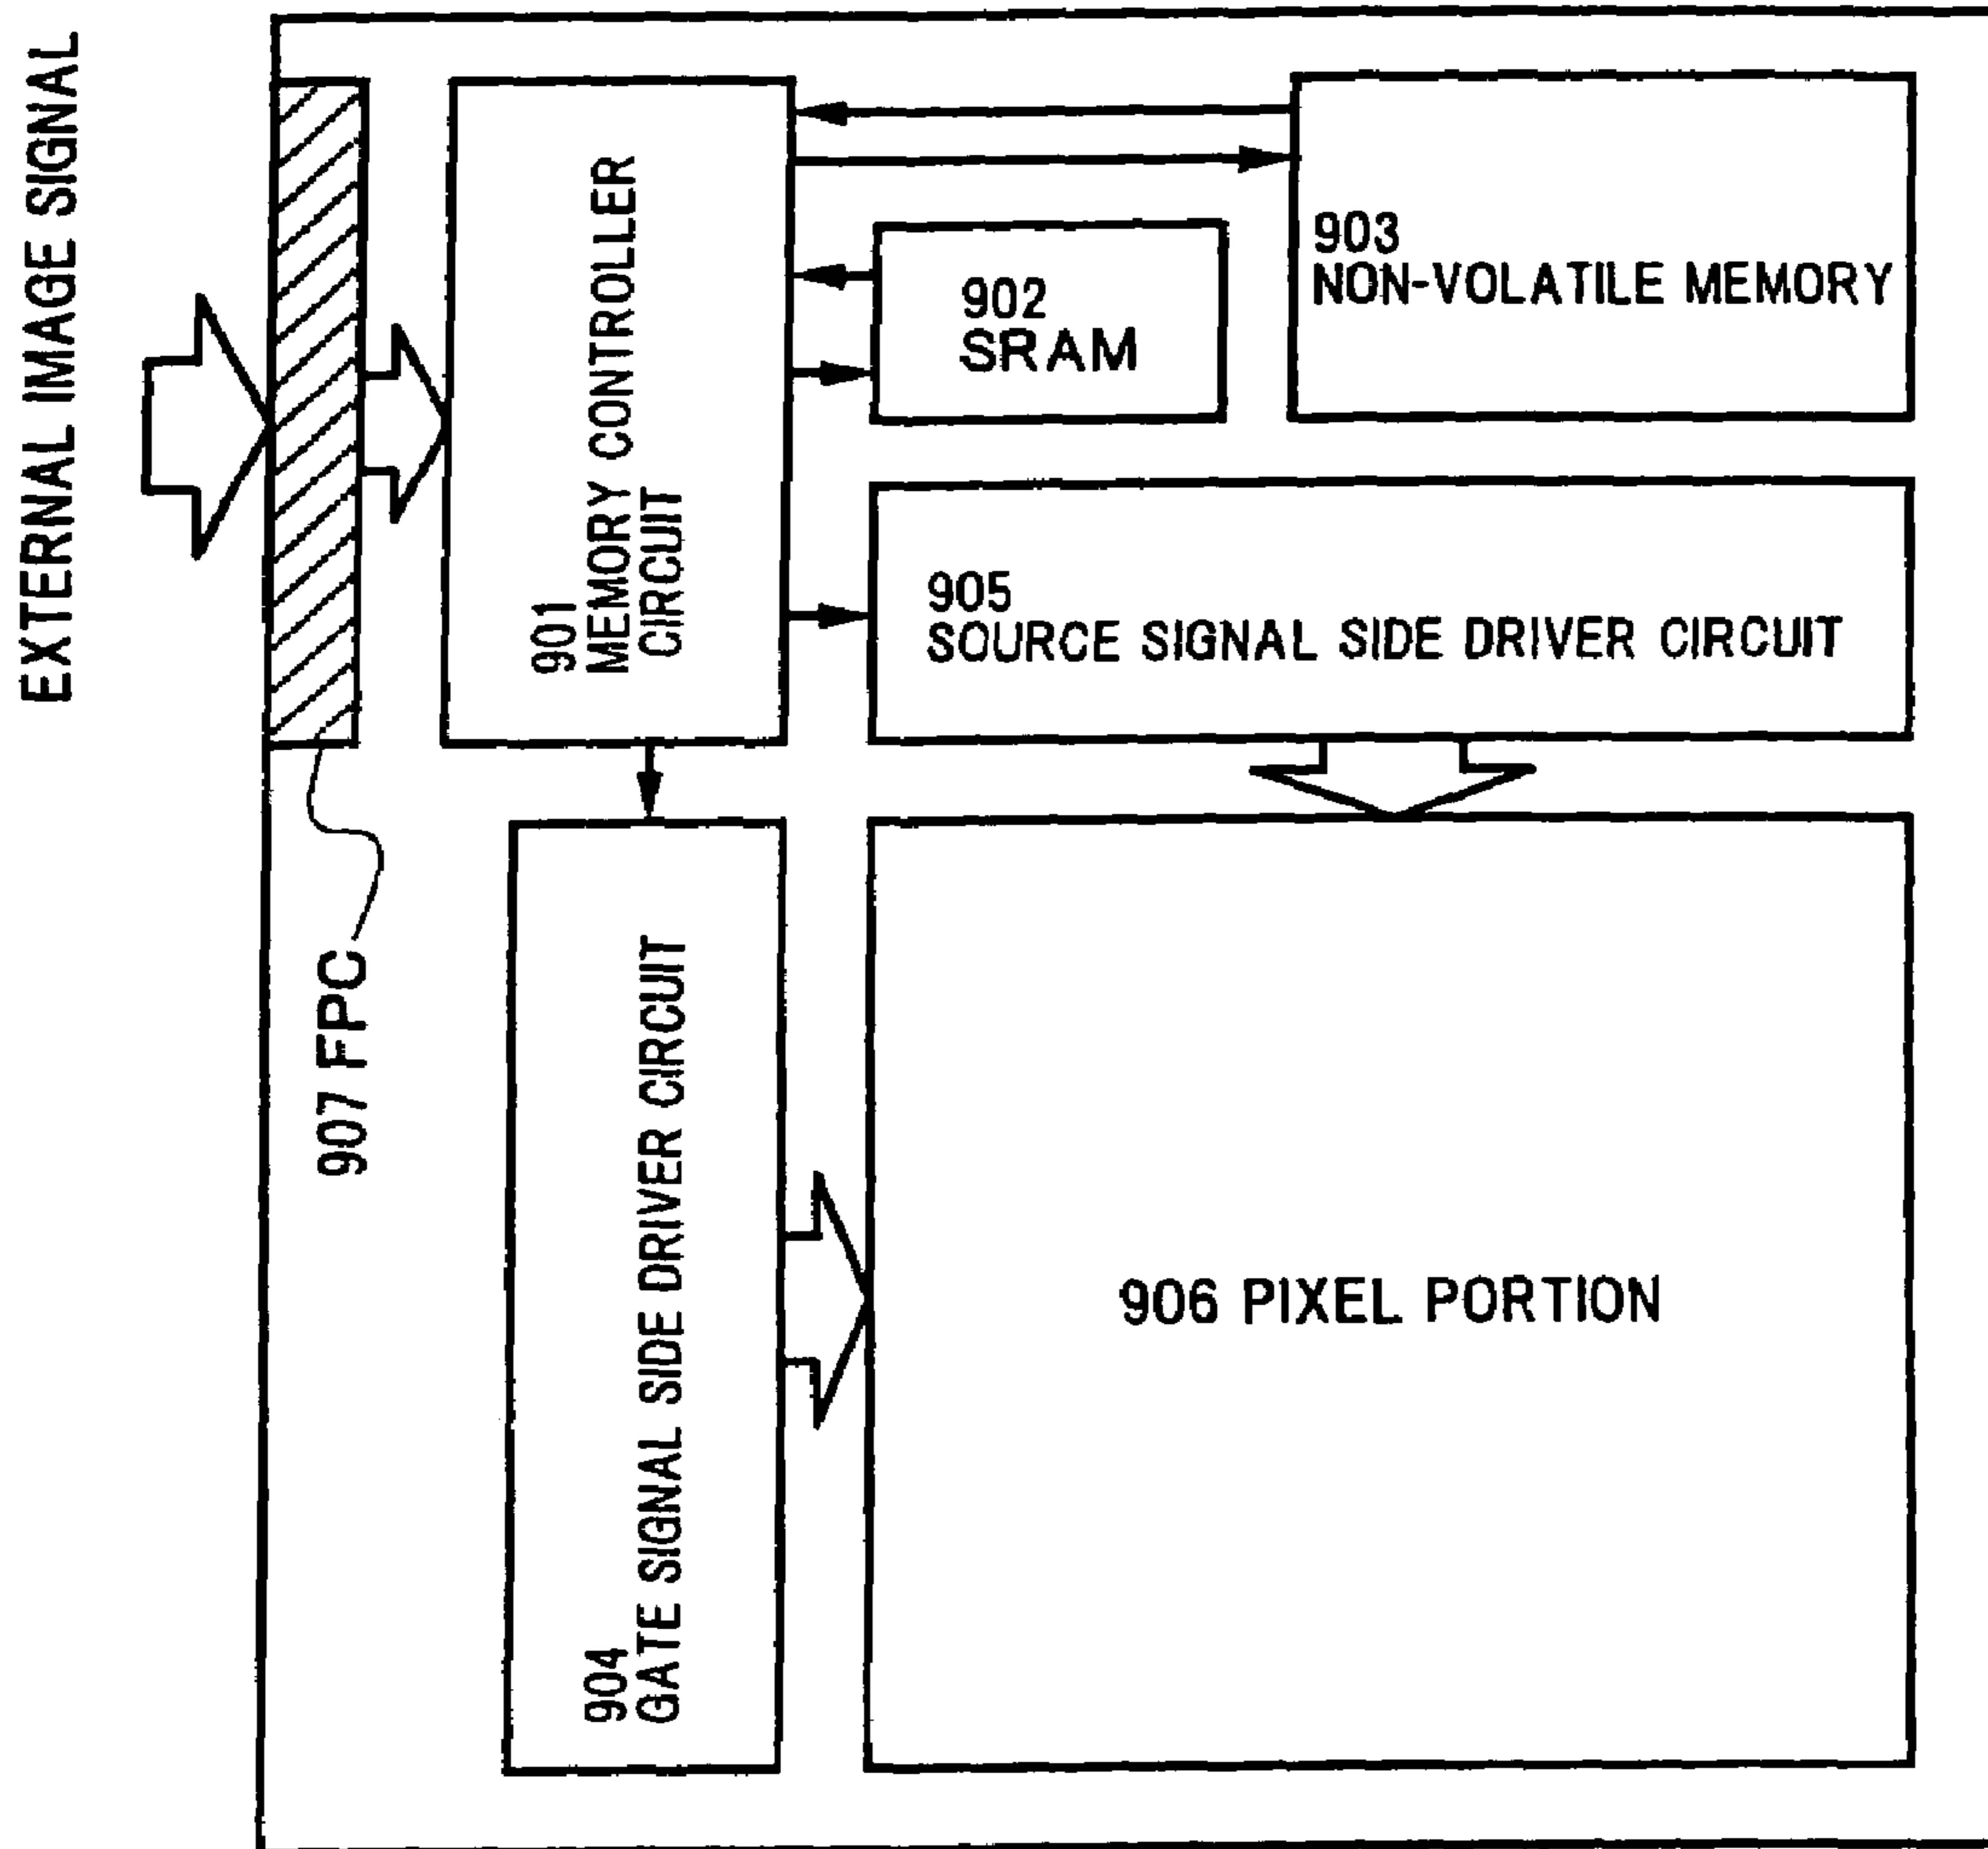 EXTERNAL IMAGE SIGNAL
901
MEMORY CONTROLLER
CIRCUIT
902
SRAM
903
NON-VOLATILE MEMORY
905
SOURCE SIGNAL SIDE DRIVER CIRCUIT
907 FPC
904
GATE SIGNAL SIDE DRIVER CIRCUIT
906 PIXEL PORTION